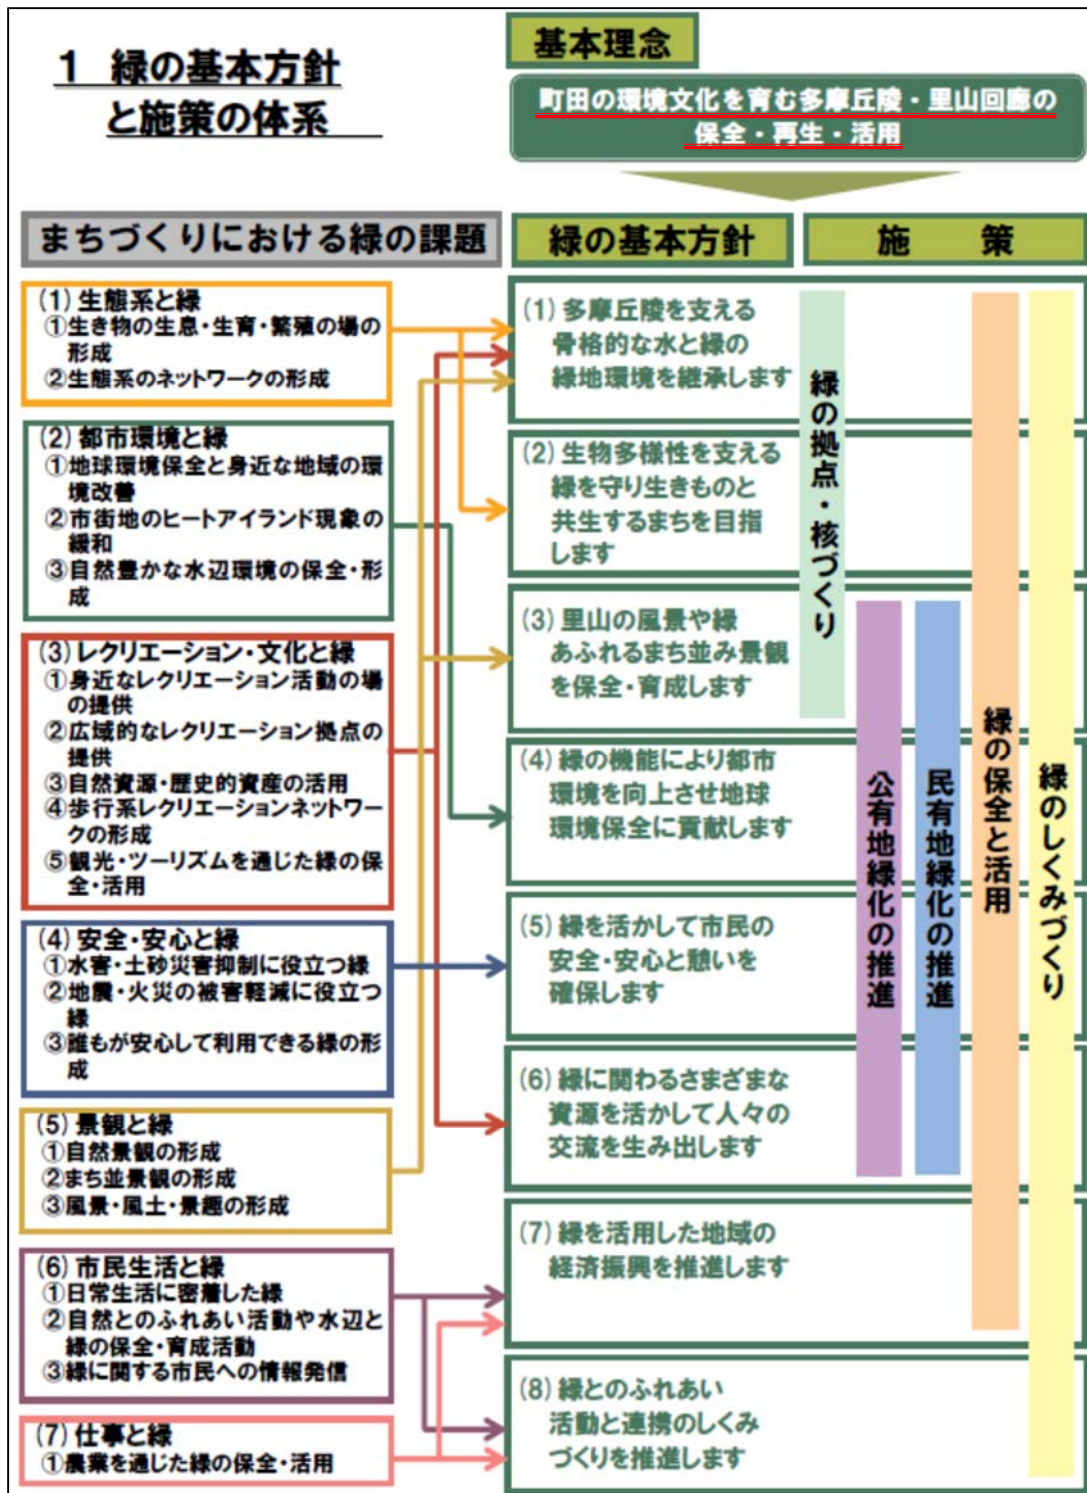 1 緑の基本方針
と施策の体系
基本理念
町田の環境文化を育む多摩丘陵・里山回廊の
保全・再生・活用
まちづくりにおける緑の課題
緑の基本方針
施 策
(1) 生態系と緑
①生き物の生息・生育・繁殖の場の
形成
②生態系のネットワークの形成
(2) 都市環境と緑
①地球環境保全と身近な地域の環
境改善
②市街地のヒートアイランド現象の
緩和
③自然豊かな水辺環境の保全・形
成
(3) レクリエーション・文化と緑
①身近なレクリエーション活動の場
の提供
②広域的なレクリエーション拠点の
提供
③自然資源・歴史的資産の活用
④歩行系レクリエーションネットワー
クの形成
⑤観光・ツーリズムを通じた緑の保
全・活用
(4) 安全・安心と緑
①水害・土砂災害抑制に役立つ緑
②地震・火災の被害軽減に役立つ
緑
③誰もが安心して利用できる緑の形
成
(5) 景観と緑
①自然景観の形成
②まち並景観の形成
③風景・風土・景趣の形成
(6) 市民生活と緑
①日常生活に密着した緑
②自然とのふれあい活動や水辺と
緑の保全・育成活動
③緑に関する市民への情報発信
(7) 仕事と緑
①農業を通じた緑の保全・活用
(1) 多摩丘陵を支える
骨格的な水と緑の
緑地環境を継承します
(2) 生物多様性を支える
緑を守り生きものと
共生するまちを目指
します
(3) 里山の風景や緑
あふれるまち並み景観
を保全・育成します
(4) 緑の機能により都市
環境を向上させ地球
環境保全に貢献します
(5) 緑を活かして市民の
安全・安心と憩いを
確保します
(6) 緑に関わるさまざまな
資源を活かして人々の
交流を生み出します
(7) 緑を活用した地域の
経済振興を推進します
(8) 緑とのふれあい
活動と連携のしくみ
づくりを推進します
緑の拠点・核づくり
公有地緑化の推進
民有地緑化の推進
緑の保全と活用
緑のしくみづくり